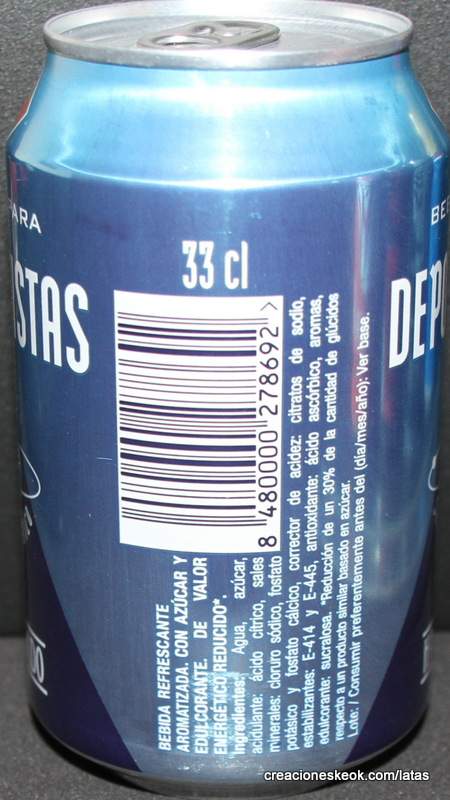 PARA
ISTAS
33 cl
8 480000 278692 >
BEBIDA REFRESCANTE
AROMATIZADA. CON AZÚCAR Y
EDULCORANTE. DE VALOR
ENERGÉTICO REDUCIDO*.
Ingredientes: Agua, azúcar,
acidulante: ácido cítrico, sales
minerales: cloruro sódico, fosfato
potásico y fosfato cálcico, corrector de acidez: citratos de sodio,
estabilizantes: E-414 y E-445, antioxidante: ácido ascórbico, aromas,
edulcorante: sucralosa. *Reducción de un 30% de la cantidad de glúcidos
respecto a un producto similar basado en azúcar.
Lote: / Consumir preferentemente antes del (día/mes/año): Ver base.
BE
DEPO
creacioneskeok.com/latas